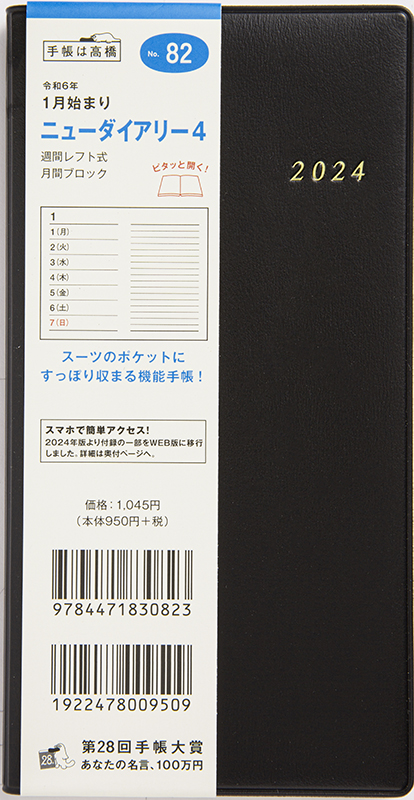 手帳は高橋
No. 82
令和6年
1月始まり
ニューダイアリー4
週間レフト式
月間ブロック
ピタッと開く!
2024
1
1(月)
2(火)
3(水)
4(木)
5(金)
6(土)
7(日)
スーツのポケットに
すっぽり収まる機能手帳!
スマホで簡単アクセス!
2024年版より付録の一部をWEB版に移行
しました。詳細は奥付ページへ。
価格:1,045円
(本体950円+税)
9784471830823
1922478009509
28.
第28回手帳大賞
あなたの名言、100万円